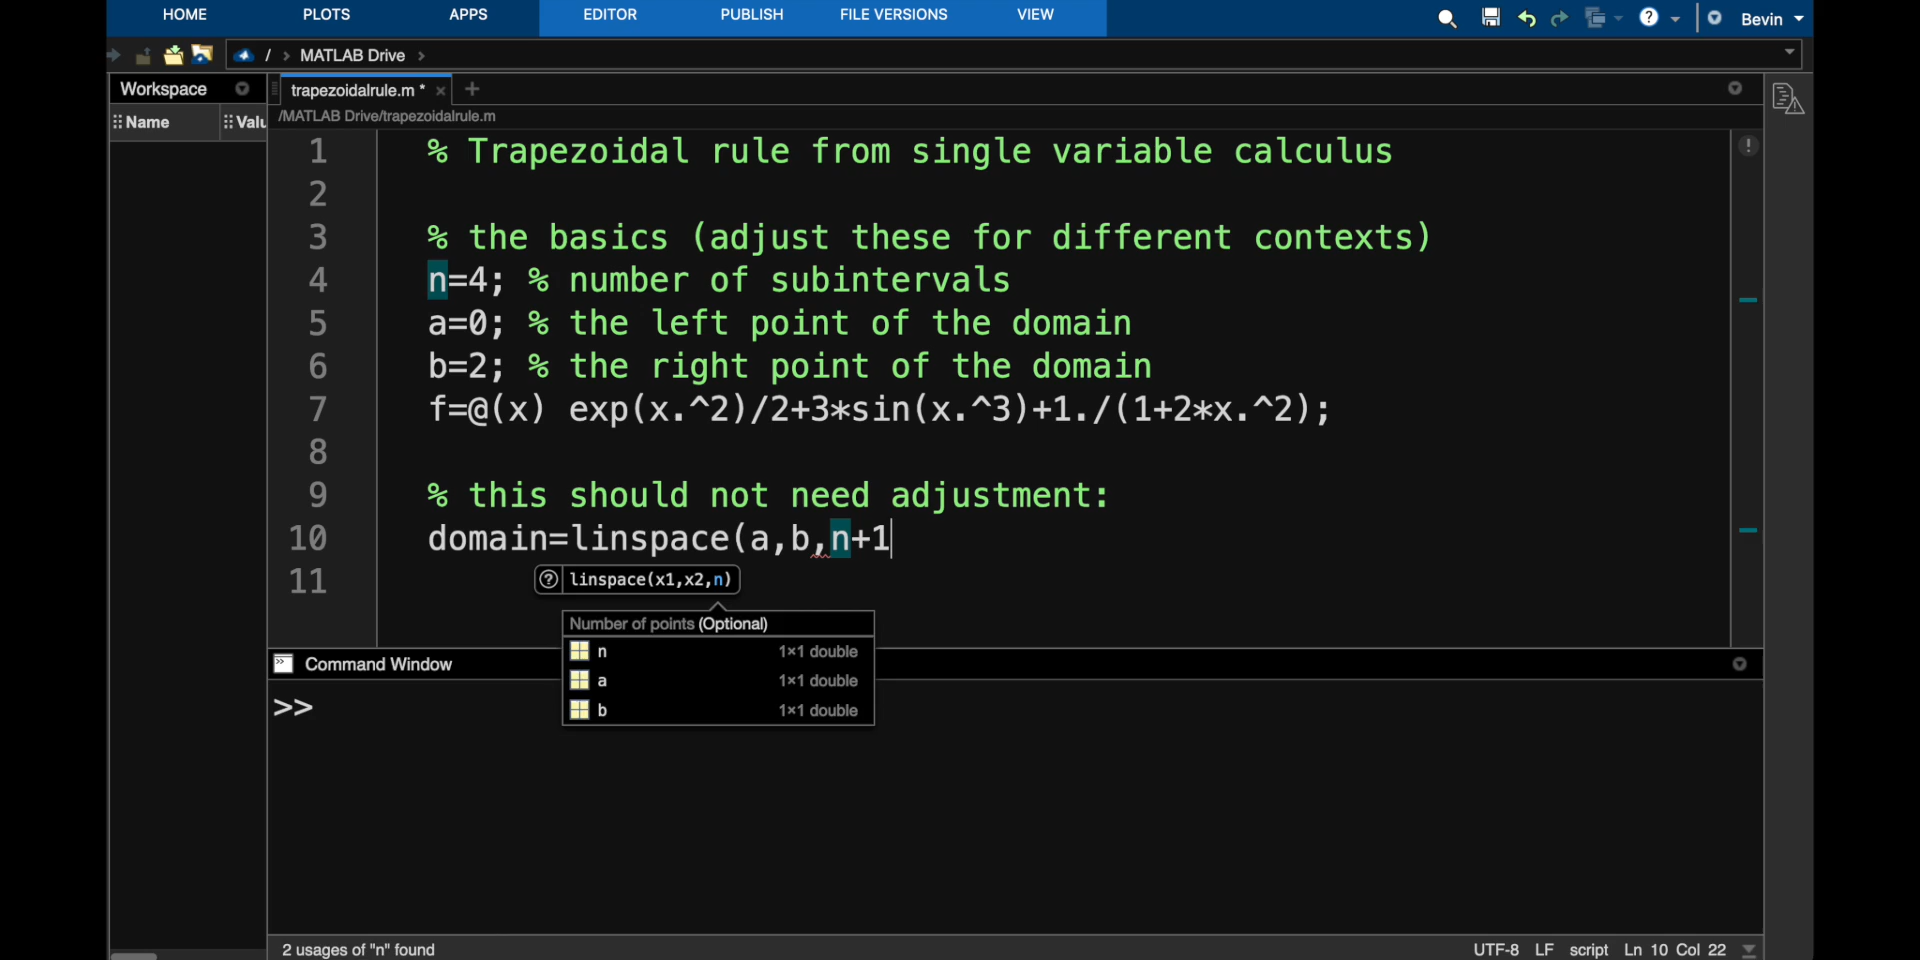 HOME PLOTS APPS EDITOR PUBLISH FILE VERSIONS VIEW Bevin
/ > MATLAB Drive >
Workspace
trapezoidalrule.m * × +
Name Valu
/MATLAB Drive/trapezoidalrule.m
1 % Trapezoidal rule from single variable calculus
2
3 % the basics (adjust these for different contexts)
4 n=4; % number of subintervals
5 a=0; % the left point of the domain
6 b=2; % the right point of the domain
7 f=@(x) exp(x.^2)/2+3*sin(x.^3)+1./(1+2*x.^2);
8
9 % this should not need adjustment:
10 domain=linspace(a,b,n+1
11
linspace(x1,x2,n)
Number of points (Optional)
n 1×1 double
a 1×1 double
b 1×1 double
Command Window
>>
2 usages of "n" found UTF-8 LF script Ln 10 Col 22